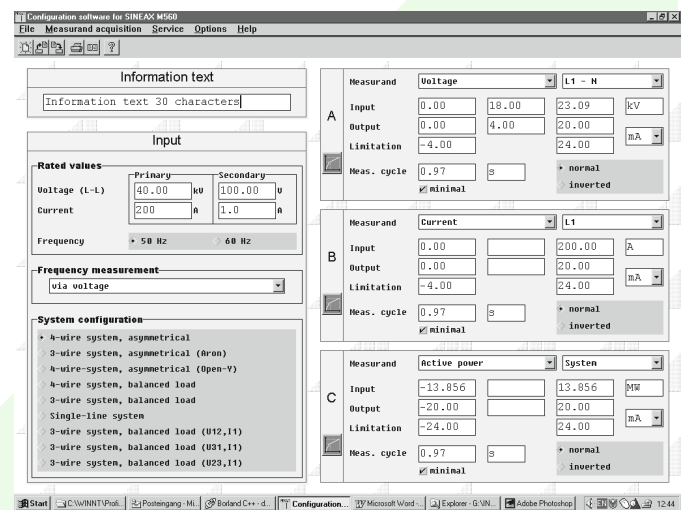 Configuration software for SINEAX M560
File Measurand acquisition Service Options Help
Information text
Information text 30 characters
Input
Rated values
Primary Secondary
Voltage (L-L) 40.00 kV 100.00 V
Current 200 A 1.0 A
Frequency 50 Hz 60 Hz
Frequency measurement
via voltage
System configuration
4-wire system, asymmetrical
3-wire system, asymmetrical (Aron)
4-wire-system, asymmetrical (Open-Y)
4-wire system, balanced load
3-wire system, balanced load
Single-line system
3-wire system, balanced load (U12,I1)
3-wire system, balanced load (U31,I1)
3-wire system, balanced load (U23,I1)
A
Measurand Voltage L1 - N
Input 0.00 18.00 23.09 kV
Output 0.00 4.00 20.00 mA
Limitation -4.00 24.00
Meas. cycle 0.97 s normal
minimal inverted
B
Measurand Current L1
Input 0.00 200.00 A
Output 0.00 20.00 mA
Limitation -4.00 24.00
Meas. cycle 0.97 s normal
minimal inverted
C
Measurand Active power System
Input -13.856 13.856 MW
Output -20.00 20.00 mA
Limitation -24.00 24.00
Meas. cycle 0.97 s normal
minimal inverted
Start C:\WINNT\Profi... Posteingang - Mi... Borland C++ - d... Configuration... Microsoft Word -... Explorer - G:\IN... Adobe Photoshop 12:44